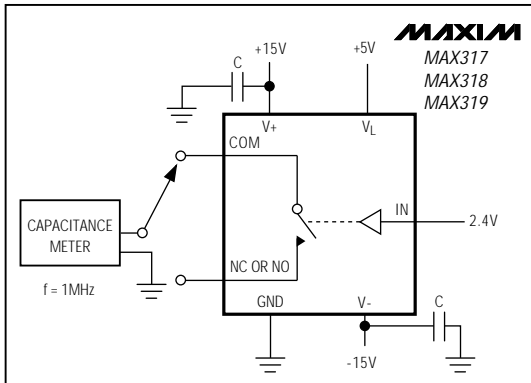 MAXIM
MAX317
MAX318
MAX319
+15V
+5V
C
V+
VL
COM
IN
2.4V
CAPACITANCE
METER
NC OR NO
f = 1MHz
GND
V-
C
-15V